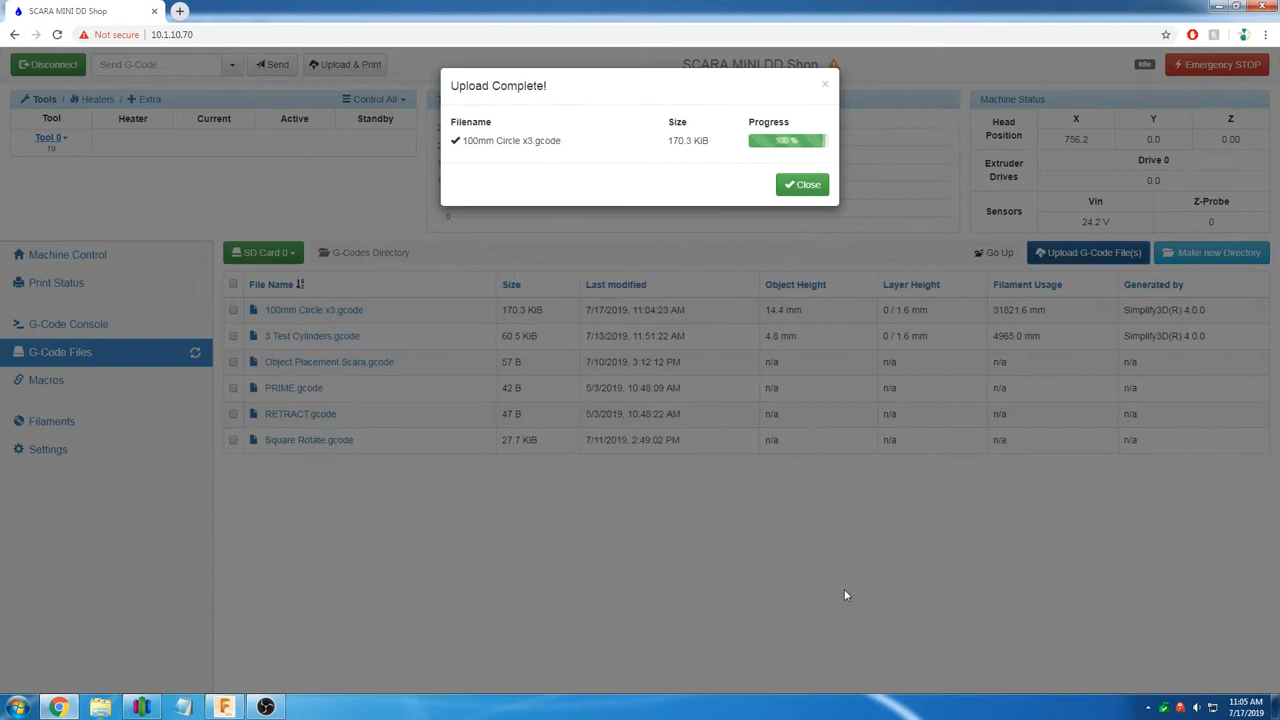 SCARA MINI DD Shop
Not secure 10.1.10.70
Disconnect Send G-Code... Send Upload & Print SCARA MINI DD Shop Idle Emergency STOP
Upload Complete! ×
Filename Size Progress
100mm Circle x3.gcode 170.3 KiB 100 %
Close
Tools / Heaters / Extra Control All
Tool Heater Current Active Standby
Tool 0
T0
0
Machine Status
Head Position X Y Z
756.2 0.0 0.00
Extruder Drives Drive 0
0.0
Sensors Vin Z-Probe
24.2 V 0
Machine Control
Print Status
G-Code Console
G-Code Files
Macros
Filaments
Settings
SD Card 0 G-Codes Directory Go Up Upload G-Code File(s) Make new Directory
File Name Size Last modified Object Height Layer Height Filament Usage Generated by
100mm Circle x3.gcode 170.3 KiB 7/17/2019, 11:04:23 AM 14.4 mm 0 / 1.6 mm 31821.6 mm Simplify3D(R) 4.0.0
3 Test Cylinders.gcode 60.5 KiB 7/13/2019, 11:51:22 AM 4.8 mm 0 / 1.6 mm 4965.0 mm Simplify3D(R) 4.0.0
Object Placement Scara.gcode 57 B 7/10/2019, 3:12:12 PM n/a n/a n/a n/a
PRIME.gcode 42 B 5/3/2019, 10:48:09 AM n/a n/a n/a n/a
RETRACT.gcode 47 B 5/3/2019, 10:48:22 AM n/a n/a n/a n/a
Square Rotate.gcode 27.7 KiB 7/11/2019, 2:49:02 PM n/a n/a n/a n/a
11:05 AM
7/17/2019